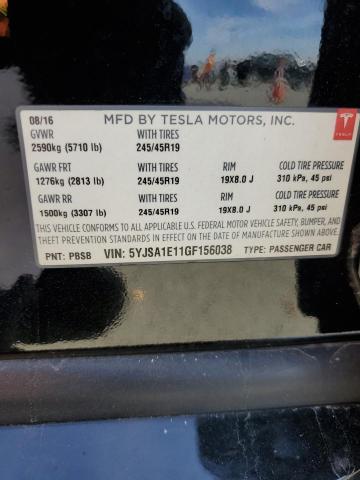 08/16 MFD BY TESLA MOTORS, INC.
GVWR WITH TIRES
2590kg (5710 lb) 245/45R19
GAWR FRT WITH TIRES RIM COLD TIRE PRESSURE
1276kg (2813 lb) 245/45R19 19X8.0 J 310 kPa, 45 psi
GAWR RR WITH TIRES RIM COLD TIRE PRESSURE
1500kg (3307 lb) 245/45R19 19X8.0 J 310 kPa, 45 psi
THIS VEHICLE CONFORMS TO ALL APPLICABLE U.S. FEDERAL MOTOR VEHICLE SAFETY, BUMPER, AND
THEFT PREVENTION STANDARDS IN EFFECT ON THE DATE OF MANUFACTURE SHOWN ABOVE.
PNT: PBSB VIN: 5YJSA1E11GF156038 TYPE: PASSENGER CAR
TESLA